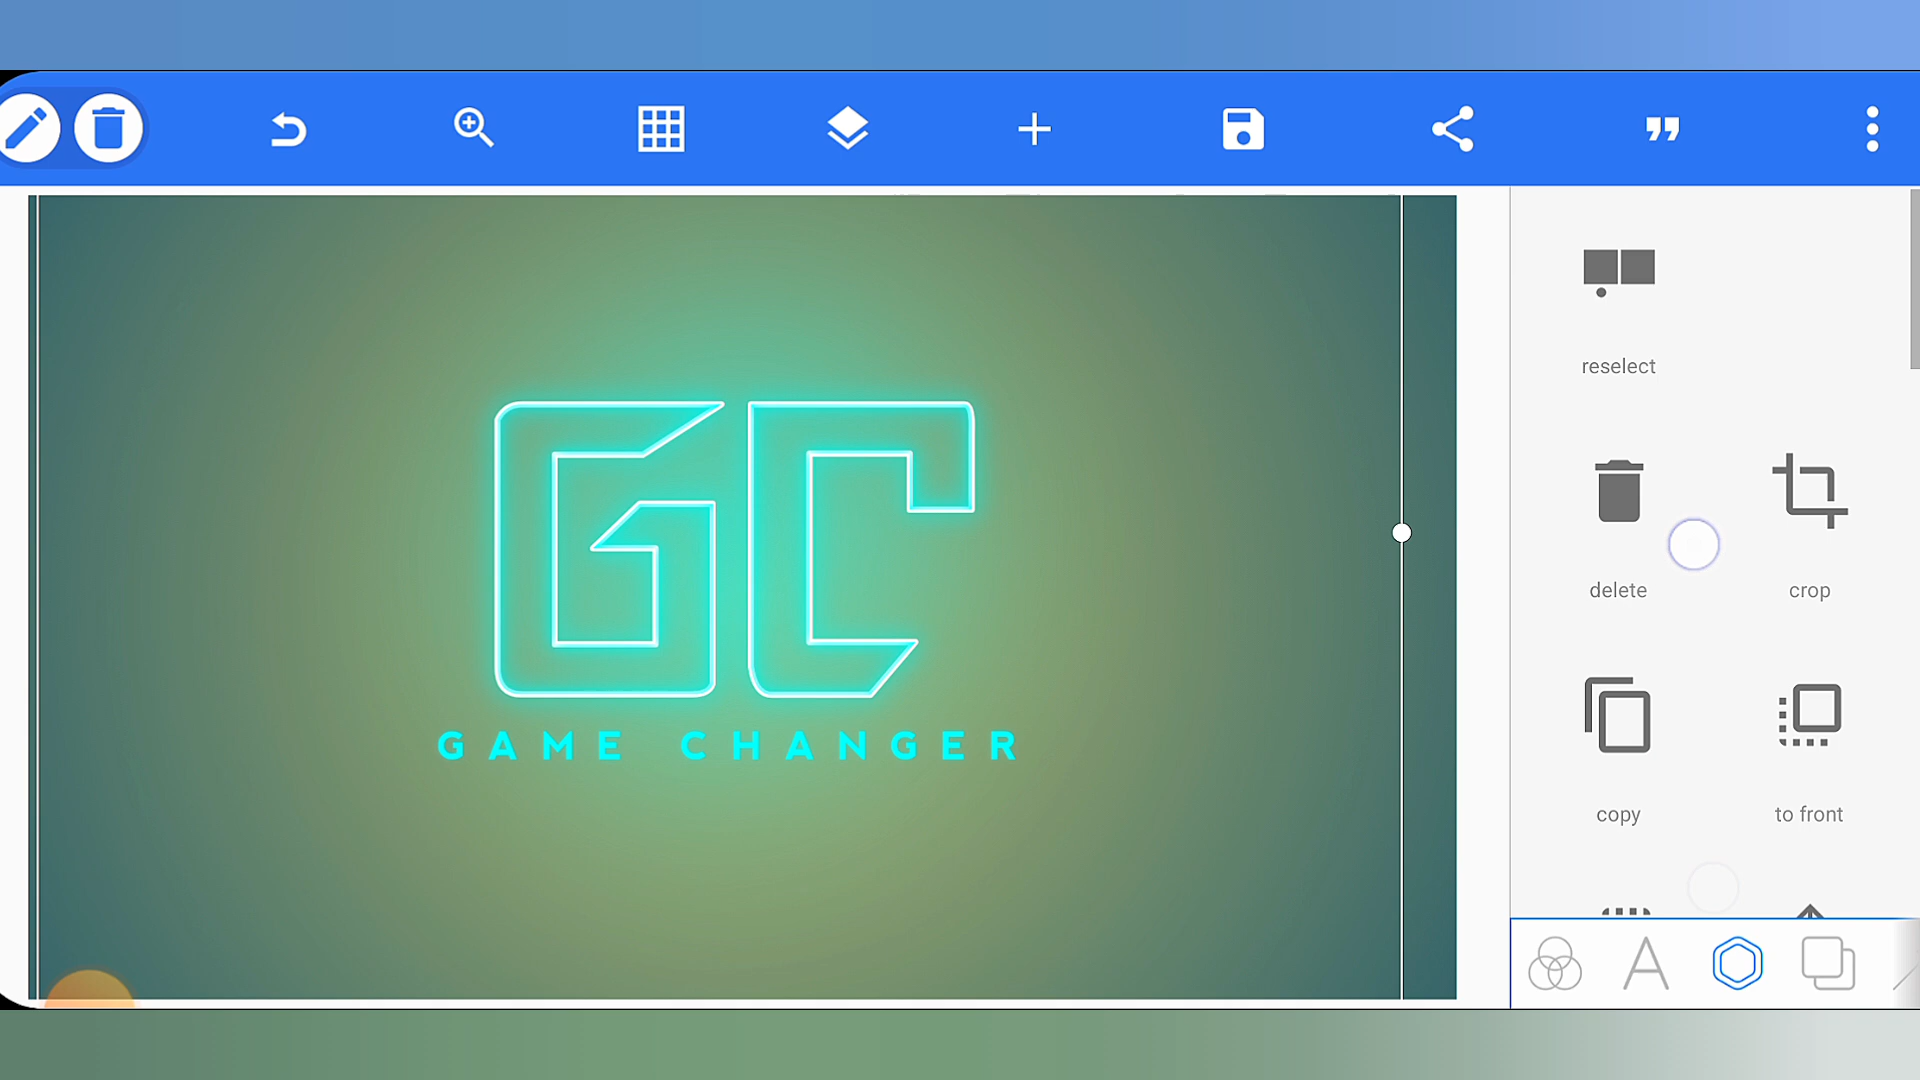 reselect
GC
delete
crop
GAME CHANGER
copy
to front